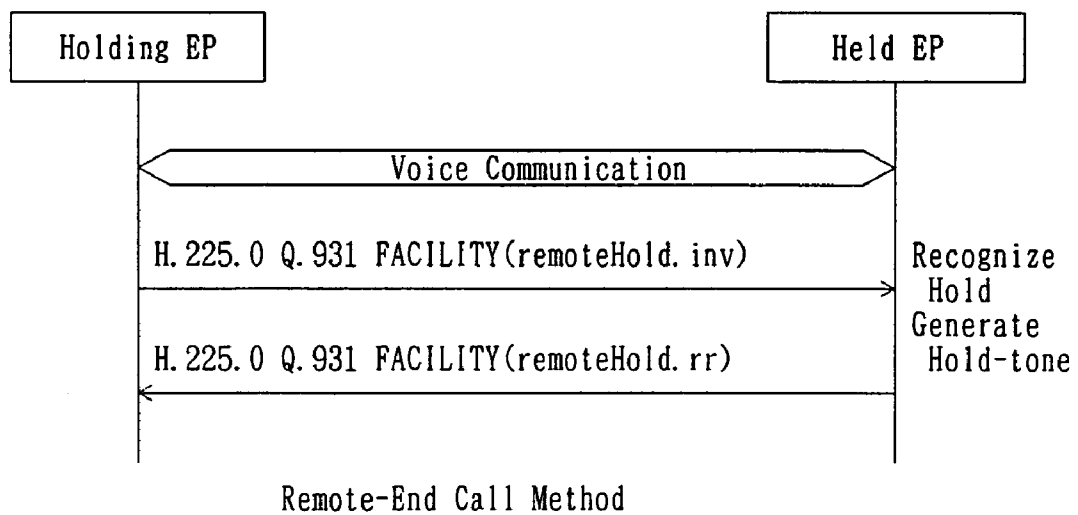 Holding EP
Held EP
Voice Communication
H.225.0 Q.931 FACILITY(remoteHold.inv)
Recognize
Hold
Generate
Hold-tone
H.225.0 Q.931 FACILITY(remoteHold.rr)
Remote-End Call Method